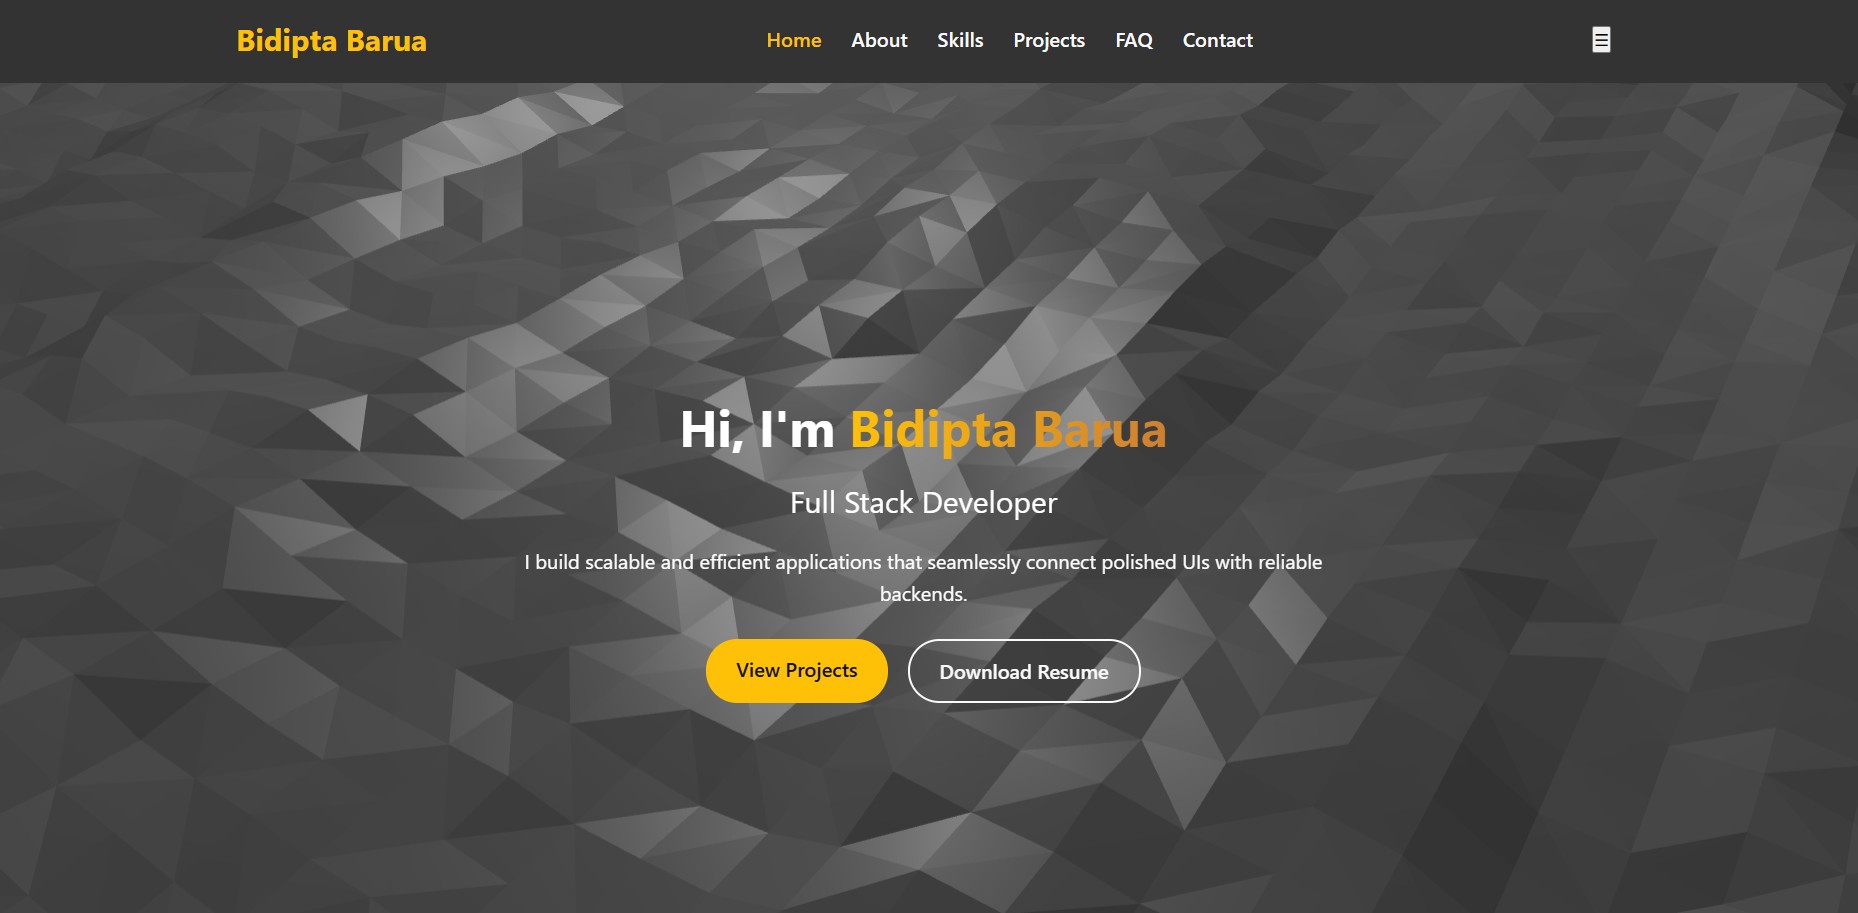 Bidipta Barua
Home About Skills Projects FAQ Contact
☰
Hi, I'm Bidipta Barua
Full Stack Developer
I build scalable and efficient applications that seamlessly connect polished UIs with reliable
backends.
View Projects
Download Resume